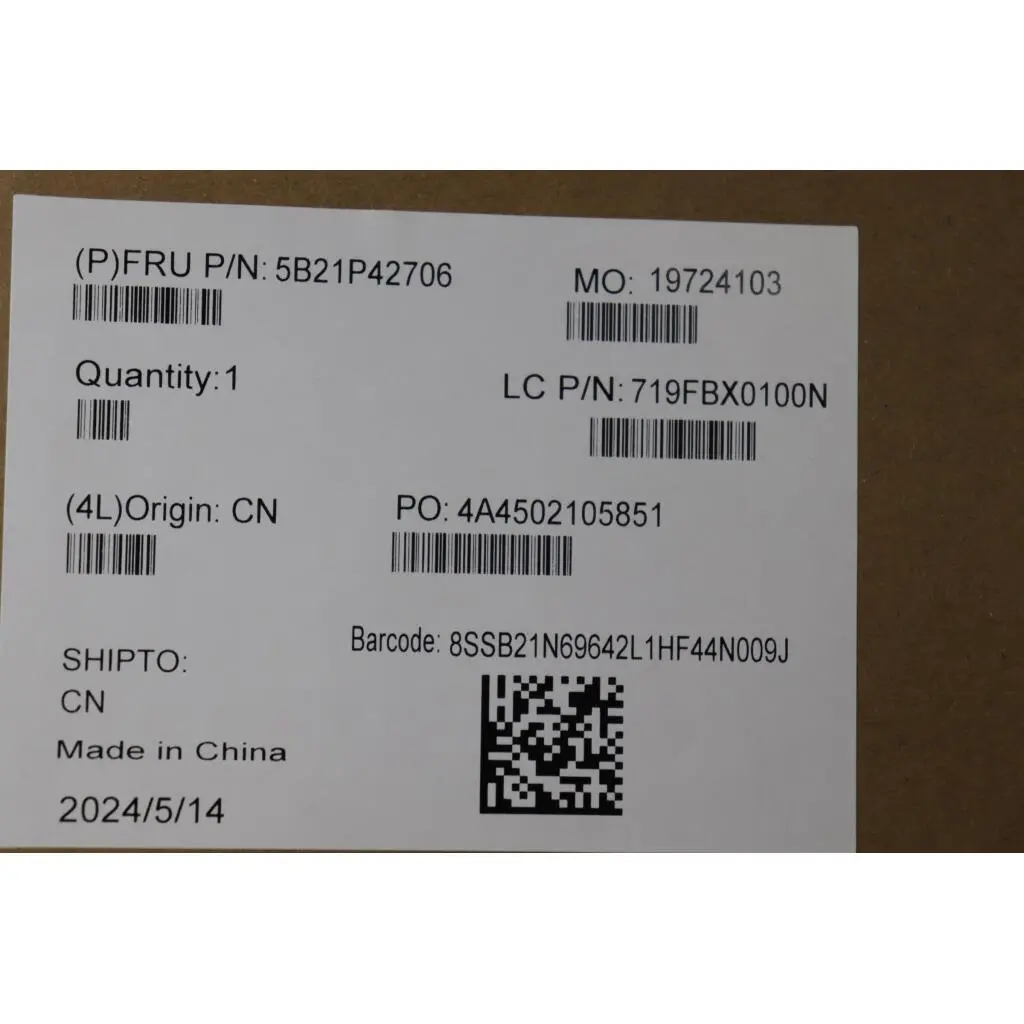 (P)FRU P/N: 5B21P42706
MO: 19724103
Quantity:1
LC P/N: 719FBX0100N
(4L)Origin: CN
PO: 4A4502105851
Barcode: 8SSB21N69642L1HF44N009J
SHIPTO:
CN
Made in China
2024/5/14